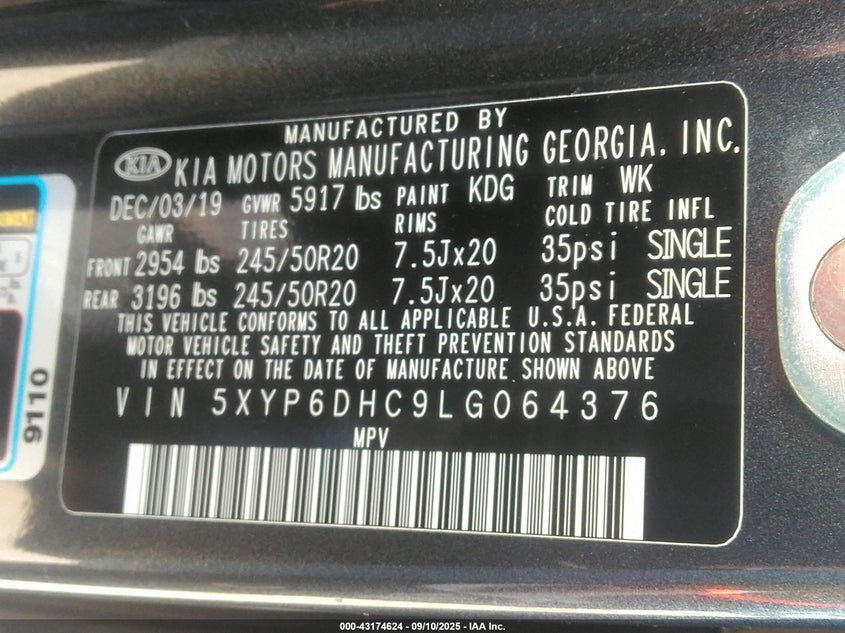 MANUFACTURED BY
KIA KIA MOTORS MANUFACTURING GEORGIA, INC.
DEC/03/19 GVWR 5917 lbs PAINT KDG TRIM WK
GAWR TIRES RIMS COLD TIRE INFL
FRONT 2954 lbs 245/50R20 7.5Jx20 35psi SINGLE
REAR 3196 lbs 245/50R20 7.5Jx20 35psi SINGLE
THIS VEHICLE CONFORMS TO ALL APPLICABLE U.S.A. FEDERAL
MOTOR VEHICLE SAFETY AND THEFT PREVENTION STANDARDS
IN EFFECT ON THE DATE OF MANUFACTURE SHOWN ABOVE
VIN 5XYP6DHC9LG064376
MPV
9110
000-43174624 - 09/10/2025 - IAA Inc.